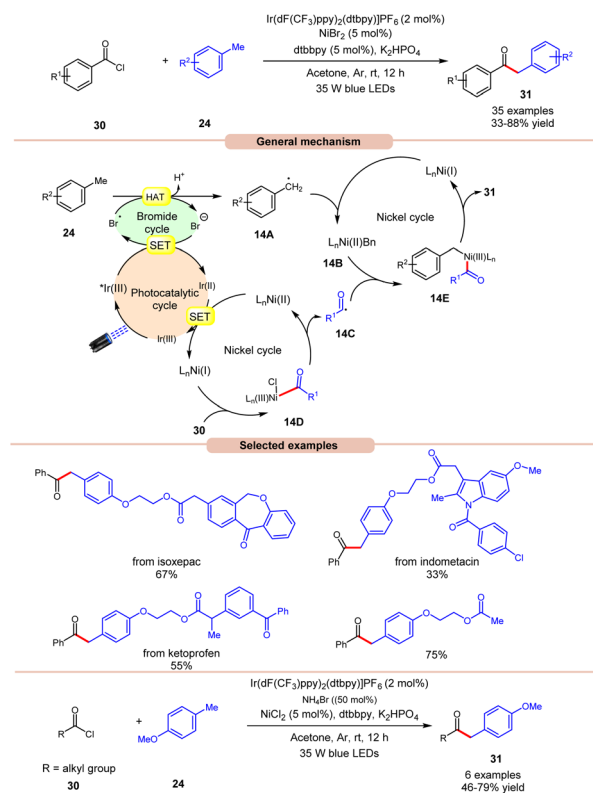 Ir(dF(CF3)ppy)2(dtbpy)]PF6 (2 mol%)
NiBr2 (5 mol%)
dtbbpy (5 mol%), K2HPO4
Acetone, Ar, rt, 12 h
35 W blue LEDs
O
Cl
R1
+
R2
Me
O
R1
R2
30
24
31
35 examples
33-88% yield
General mechanism
R2
Me
24
HAT
H+
Br•
Br⊖
Bromide
cycle
SET
R2
•CH2
14A
LnNi(I)
31
LnNi(II)Bn
14B
Nickel cycle
R2
Ni(III)Ln
R1
O
14E
*Ir(III)
Ir(II)
Photocatalytic
cycle
Ir(III)
SET
LnNi(II)
O
R1
•
14C
LnNi(I)
Nickel cycle
30
Cl
Ln(III)Ni
O
R1
14D
Selected examples
Ph
O
O
O
O
O
O
from isoxepac
67%
O
O
O
Me
N
O
OMe
O
Cl
Ph
from indometacin
33%
O
Ph
O
O
O
Me
Ph
O
from ketoprofen
55%
O
Ph
O
O
O
Me
75%
Ir(dF(CF3)ppy)2(dtbpy)]PF6 (2 mol%)
NH4Br ((50 mol%)
NiCl2 (5 mol%), dtbbpy, K2HPO4
Acetone, Ar, rt, 12 h
35 W blue LEDs
O
R
Cl
+
Me
MeO
O
R
OMe
R = alkyl group
30
24
31
6 examples
46-79% yield